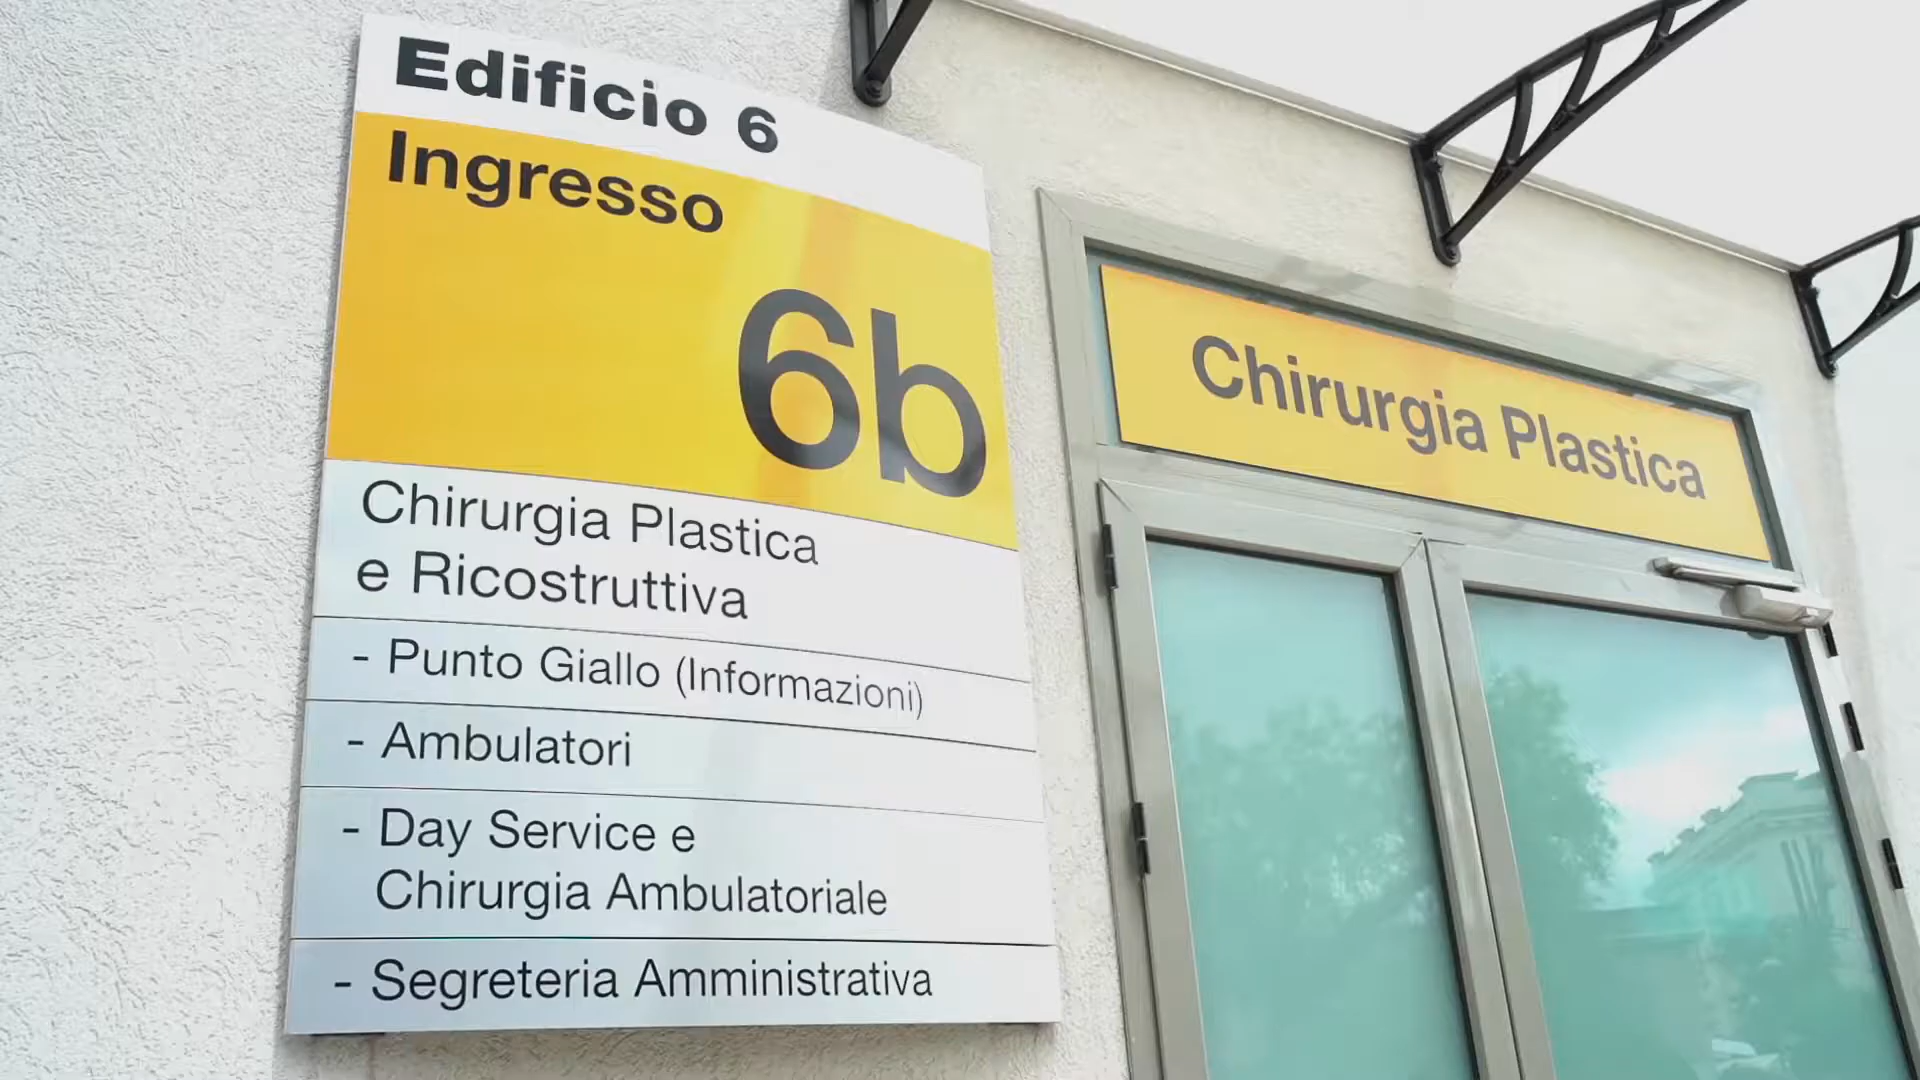 Edificio 6
Ingresso
6b
Chirurgia Plastica
e Ricostruttiva
- Punto Giallo (Informazioni)
- Ambulatori
- Day Service e
Chirurgia Ambulatoriale
- Segreteria Amministrativa
Chirurgia Plastica